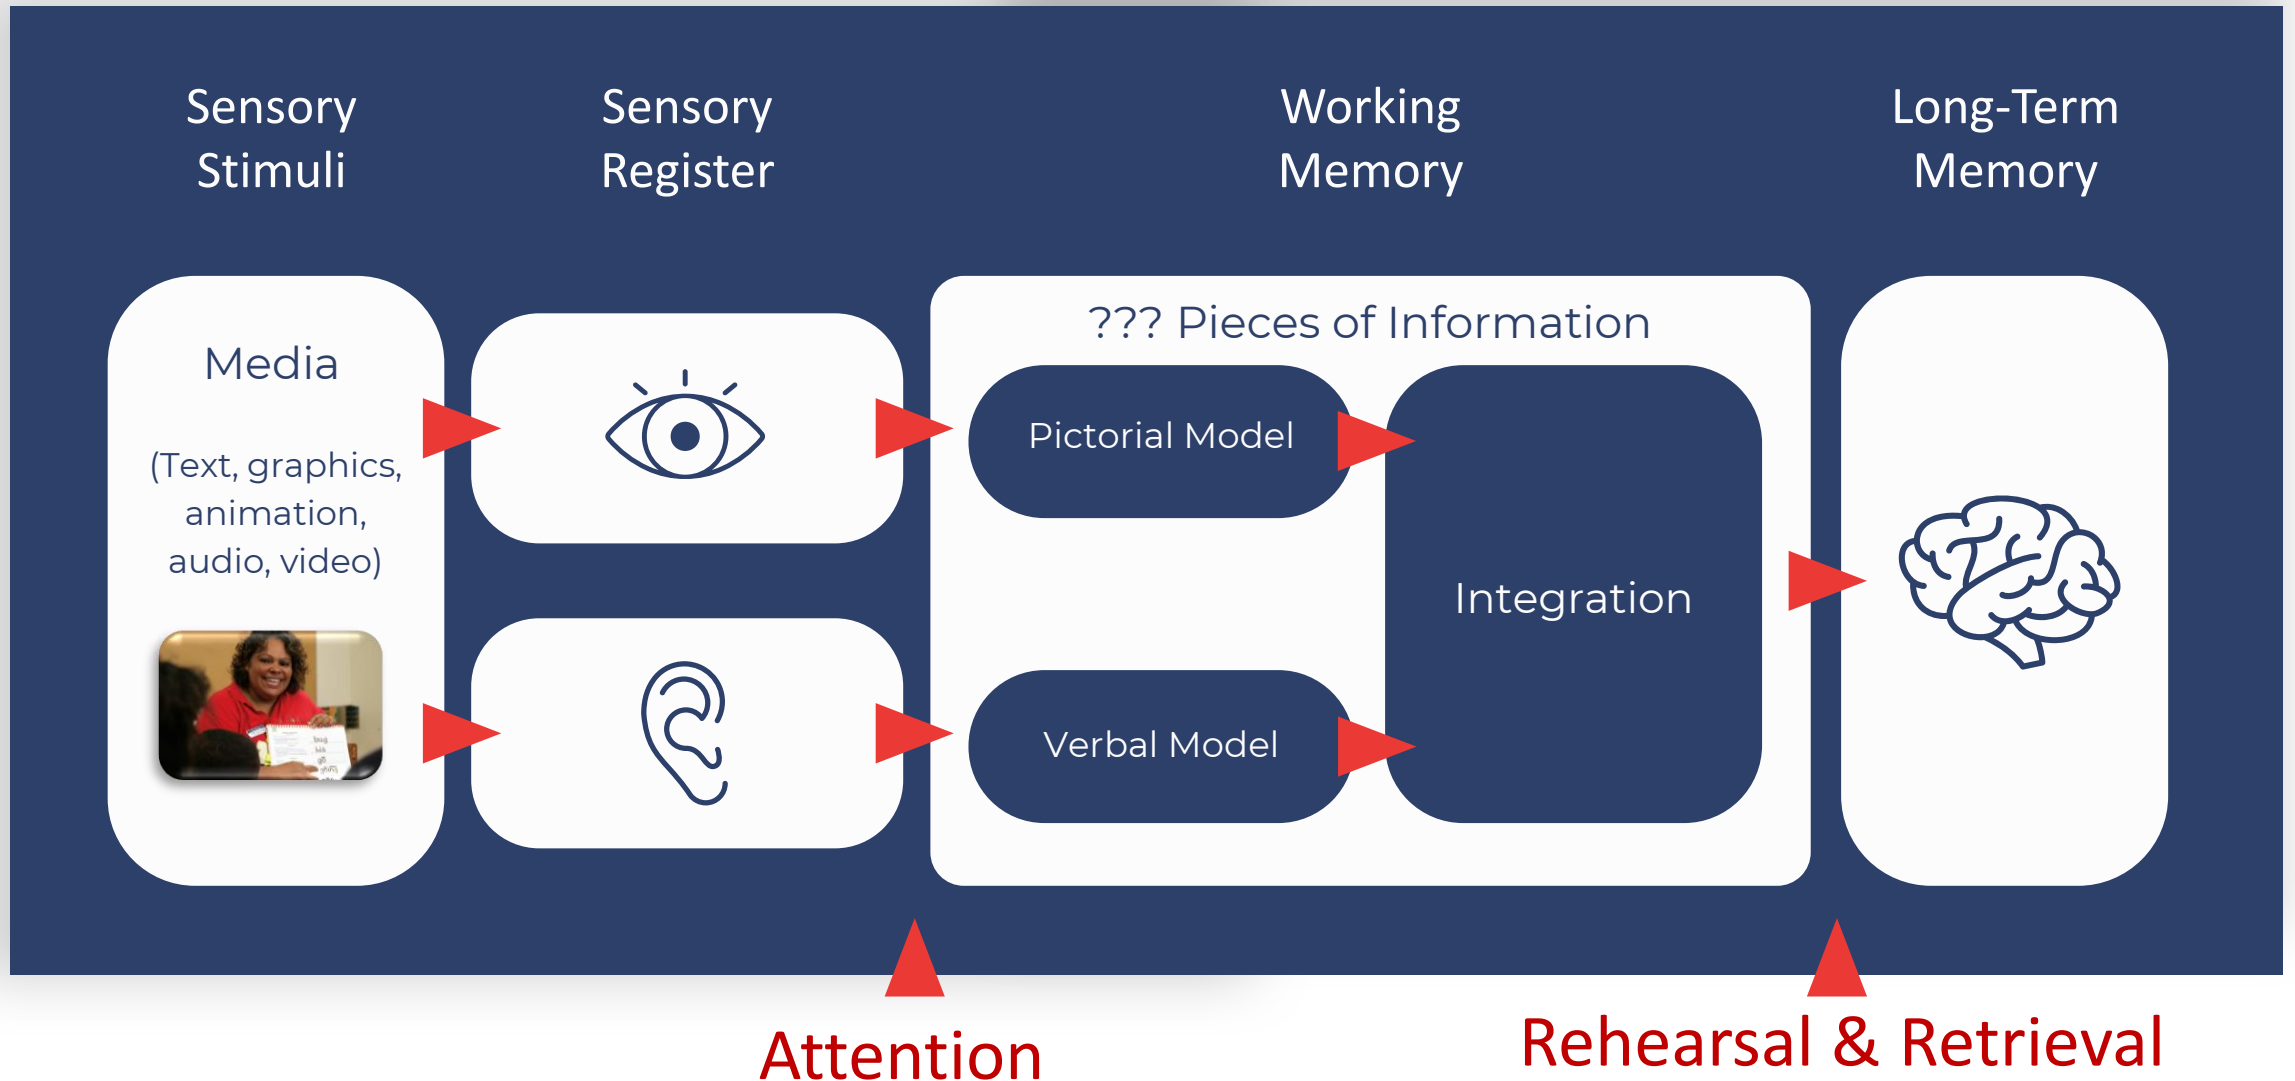 Sensory
Stimuli
Sensory
Register
Working
Memory
Long-Term
Memory
Media
(Text, graphics,
animation,
audio, video)
??? Pieces of Information
Pictorial Model
Verbal Model
Integration
Attention
Rehearsal & Retrieval